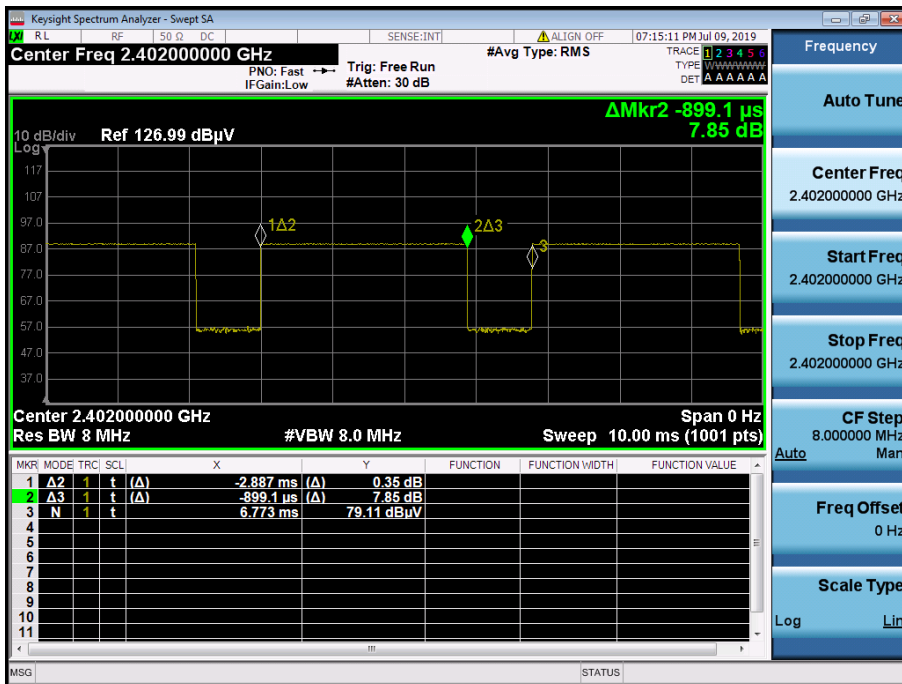 Keysight Spectrum Analyzer - Swept SA
LXI RL RF 50 Ω DC SENSE:INT ALIGN OFF 07:15:11 PM Jul 09, 2019
Center Freq 2.402000000 GHz
PNO: Fast
IFGain:Low
Trig: Free Run
#Atten: 30 dB
#Avg Type: RMS
TRACE 1 2 3 4 5 6
TYPE WWWWWW
DET A A A A A A
ΔMkr2 -899.1 µs
7.85 dB
10 dB/div Ref 126.99 dBµV
Log
117
107
97.0
87.0
77.0
67.0
57.0
47.0
37.0
1Δ2
2Δ3
3
Center 2.402000000 GHz Span 0 Hz
Res BW 8 MHz #VBW 8.0 MHz Sweep 10.00 ms (1001 pts)
MKR MODE TRC SCL X Y FUNCTION FUNCTION WIDTH FUNCTION VALUE
1 Δ2 1 t (Δ) -2.887 ms (Δ) 0.35 dB
2 Δ3 1 t (Δ) -899.1 µs (Δ) 7.85 dB
3 N 1 t 6.773 ms 79.11 dBµV
4
5
6
7
8
9
10
11
MSG STATUS
Frequency
Auto Tune
Center Freq
2.402000000 GHz
Start Freq
2.402000000 GHz
Stop Freq
2.402000000 GHz
CF Step
8.000000 MHz
Auto Man
Freq Offset
0 Hz
Scale Type
Log Lin